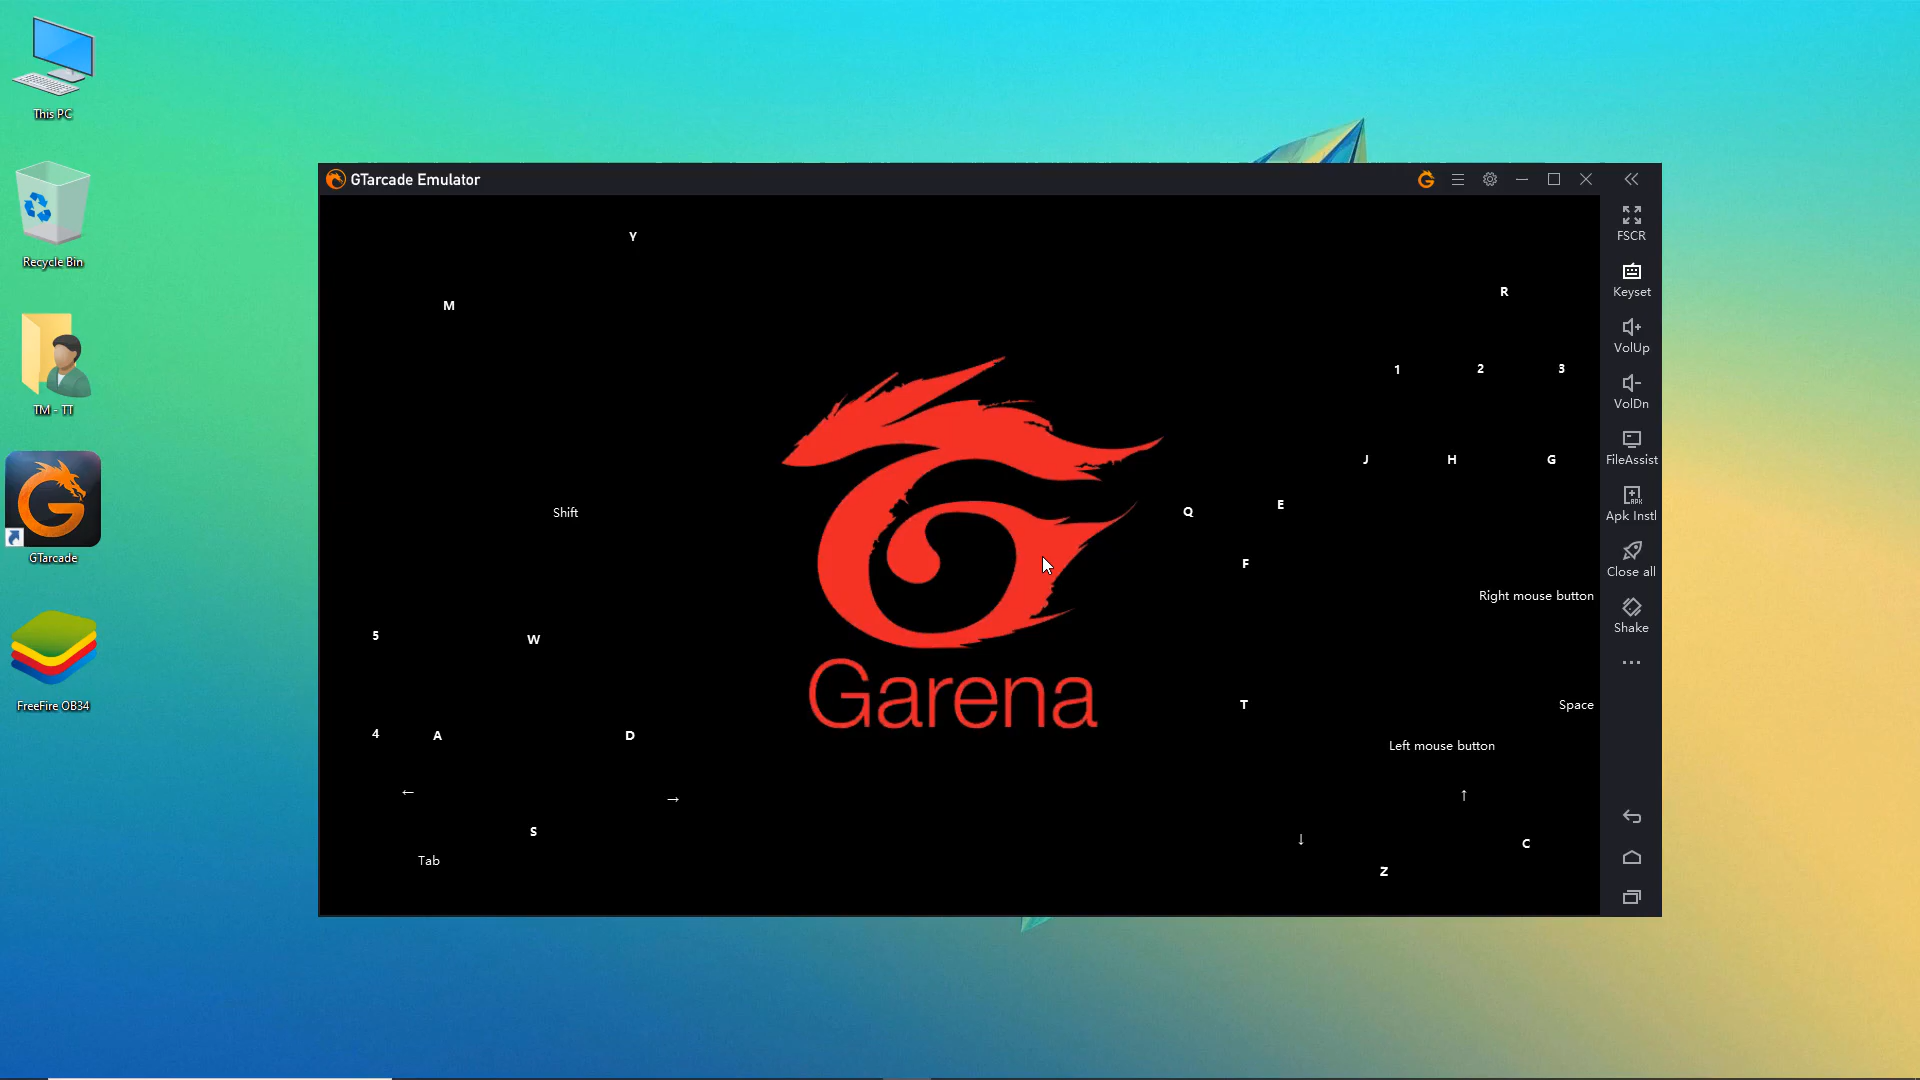 This PC
Recycle Bin
TM - TT
GTarcade
FreeFire OB34
GTarcade Emulator
FSCR
Keyset
VolUp
VolDn
FileAssist
Apk Instl
Close all
Shake
Y
M
R
1 2 3
J H G
Shift
Q E
F
Right mouse button
5 W
T Space
4 A D
Left mouse button
← → ↑
S
↓ C
Tab
Z
Garena